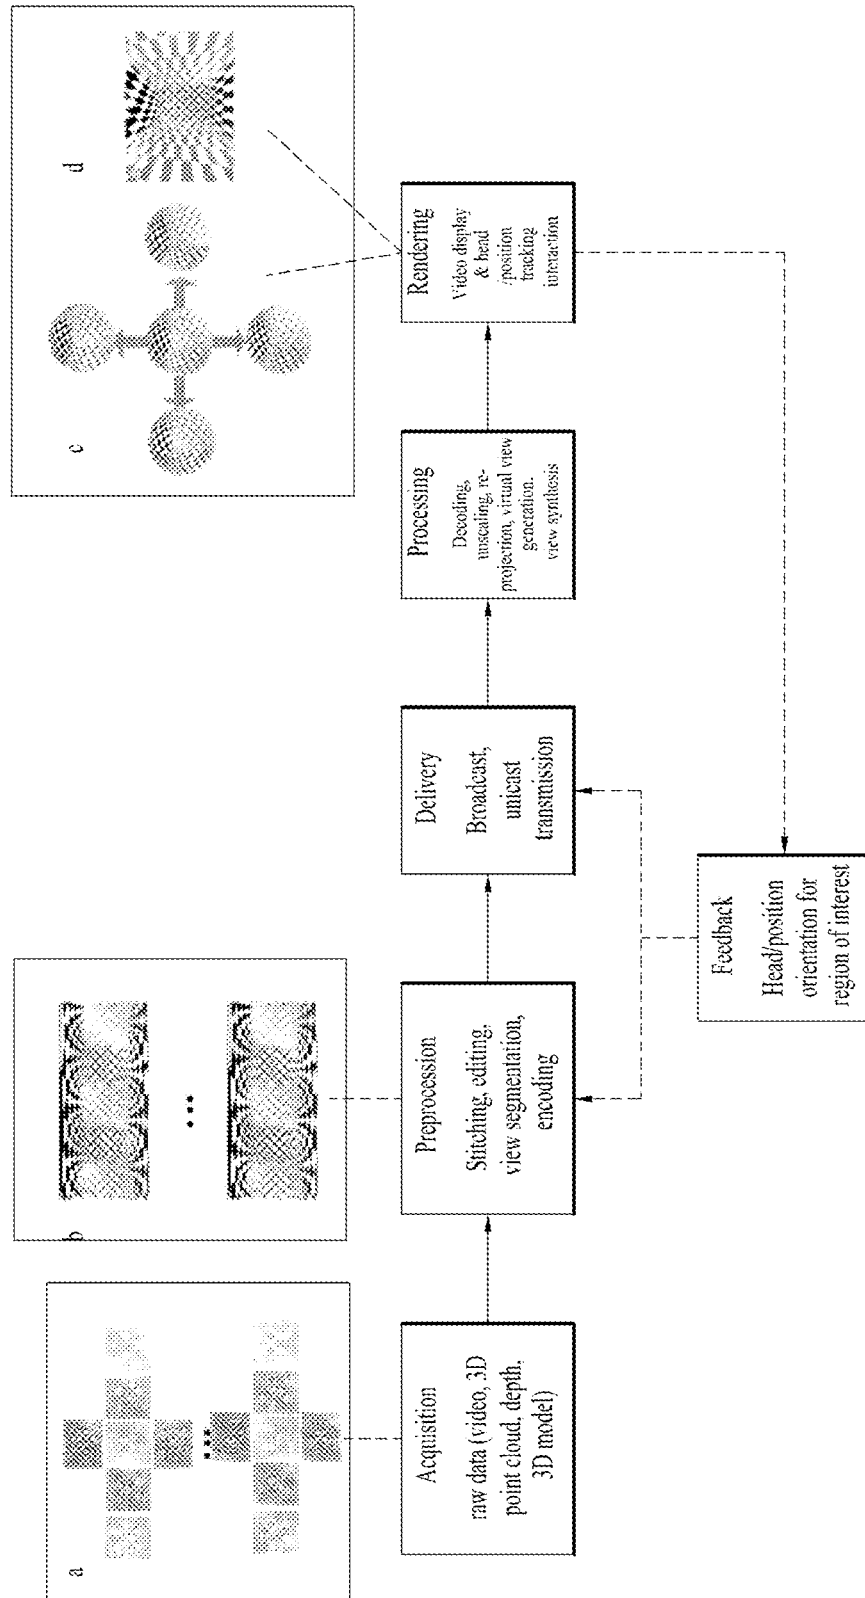 a
b
c
d
Acquisition
raw data (video, 3D
point cloud, depth,
3D model)
Preprocession
Stitching, editing,
view segmentation,
encoding
Delivery
Broadcast,
unicast
transmission
Processing
Decoding,
upscaling, re-
projection, virtual view
generation,
view synthesis
Rendering
Video display
& head
/position
tracking
interaction
Feedback
Head/position
orientation for
region of interest